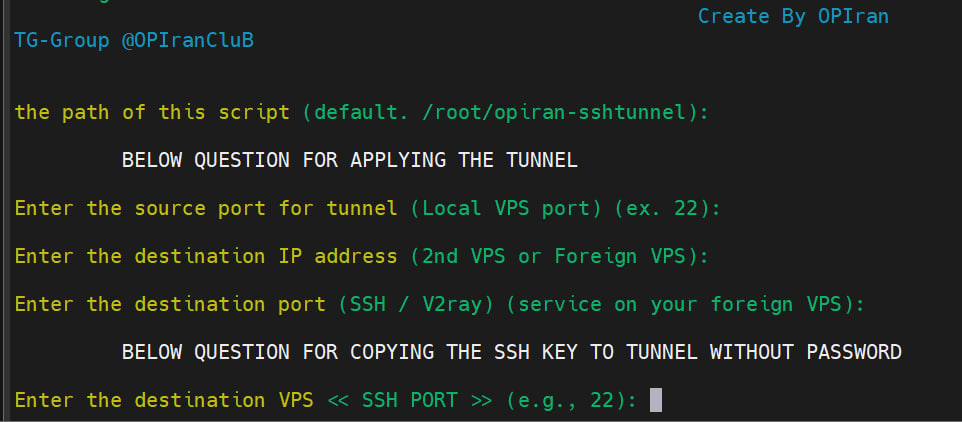 Create By OPIran
TG-Group @OPIranCluB
the path of this script (default. /root/opiran-sshtunnel):
BELOW QUESTION FOR APPLYING THE TUNNEL
Enter the source port for tunnel (Local VPS port) (ex. 22):
Enter the destination IP address (2nd VPS or Foreign VPS):
Enter the destination port (SSH / V2ray) (service on your foreign VPS):
BELOW QUESTION FOR COPYING THE SSH KEY TO TUNNEL WITHOUT PASSWORD
Enter the destination VPS << SSH PORT >> (e.g., 22):